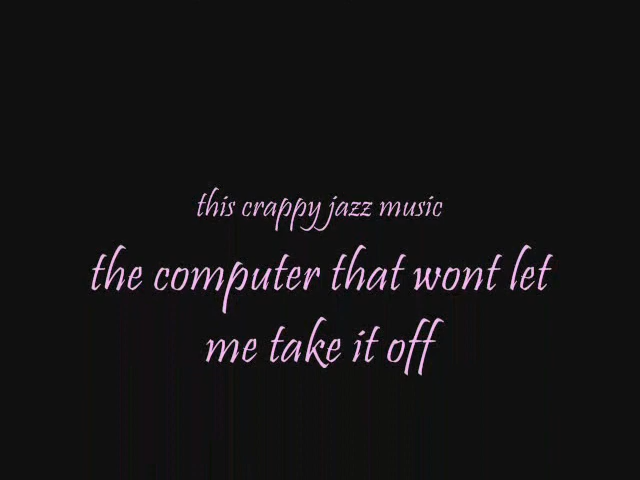 this crappy jazz music
the computer that wont let
me take it off